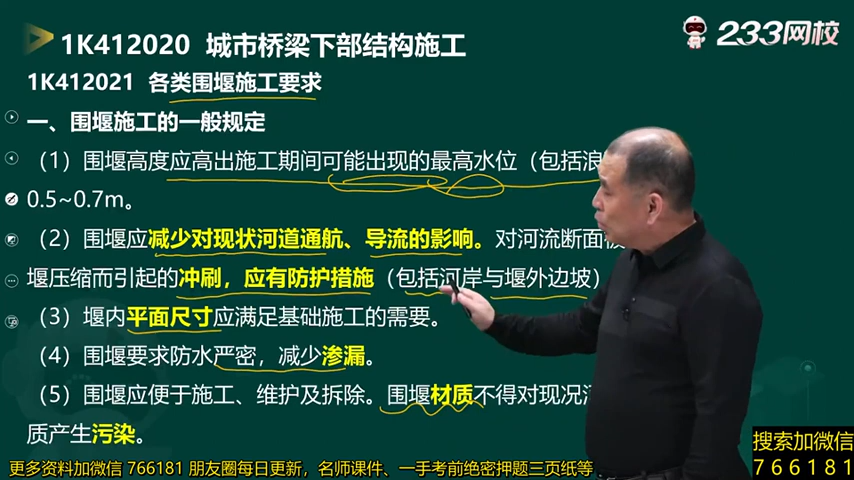 1K412020 城市桥梁下部结构施工
233网校
1K412021 各类围堰施工要求
一、围堰施工的一般规定
（1）围堰高度应高出施工期间可能出现的最高水位（包括浪
0.5~0.7m。
（2）围堰应减少对现状河道通航、导流的影响。对河流断面被
堰压缩而引起的冲刷，应有防护措施（包括河岸与堰外边坡）
（3）堰内平面尺寸应满足基础施工的需要。
（4）围堰要求防水严密，减少渗漏。
（5）围堰应便于施工、维护及拆除。围堰材质不得对现况河
质产生污染。
搜索加微信
766181
更多资料加微信 766181 朋友圈每日更新，名师课件、一手考前绝密押题三页纸等